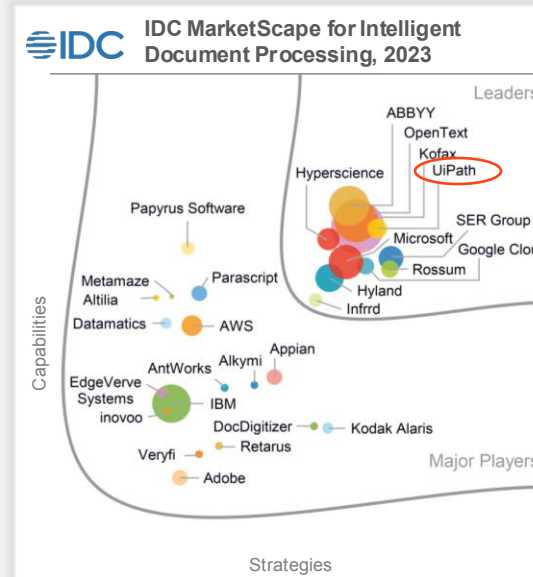 IDC
IDC MarketScape for Intelligent
Document Processing, 2023
Leaders
ABBYY
OpenText
Kofax
UiPath
Hyperscience
SER Group
Microsoft
Google Clou
Rossum
Hyland
Infrrd
Papyrus Software
Metamaze
Parascript
Altilia
Datamatics
AWS
Appian
Alkymi
AntWorks
EdgeVerve
Systems
IBM
inovoo
DocDigitizer
Kodak Alaris
Retarus
Veryfi
Adobe
Major Players
Capabilities
Strategies